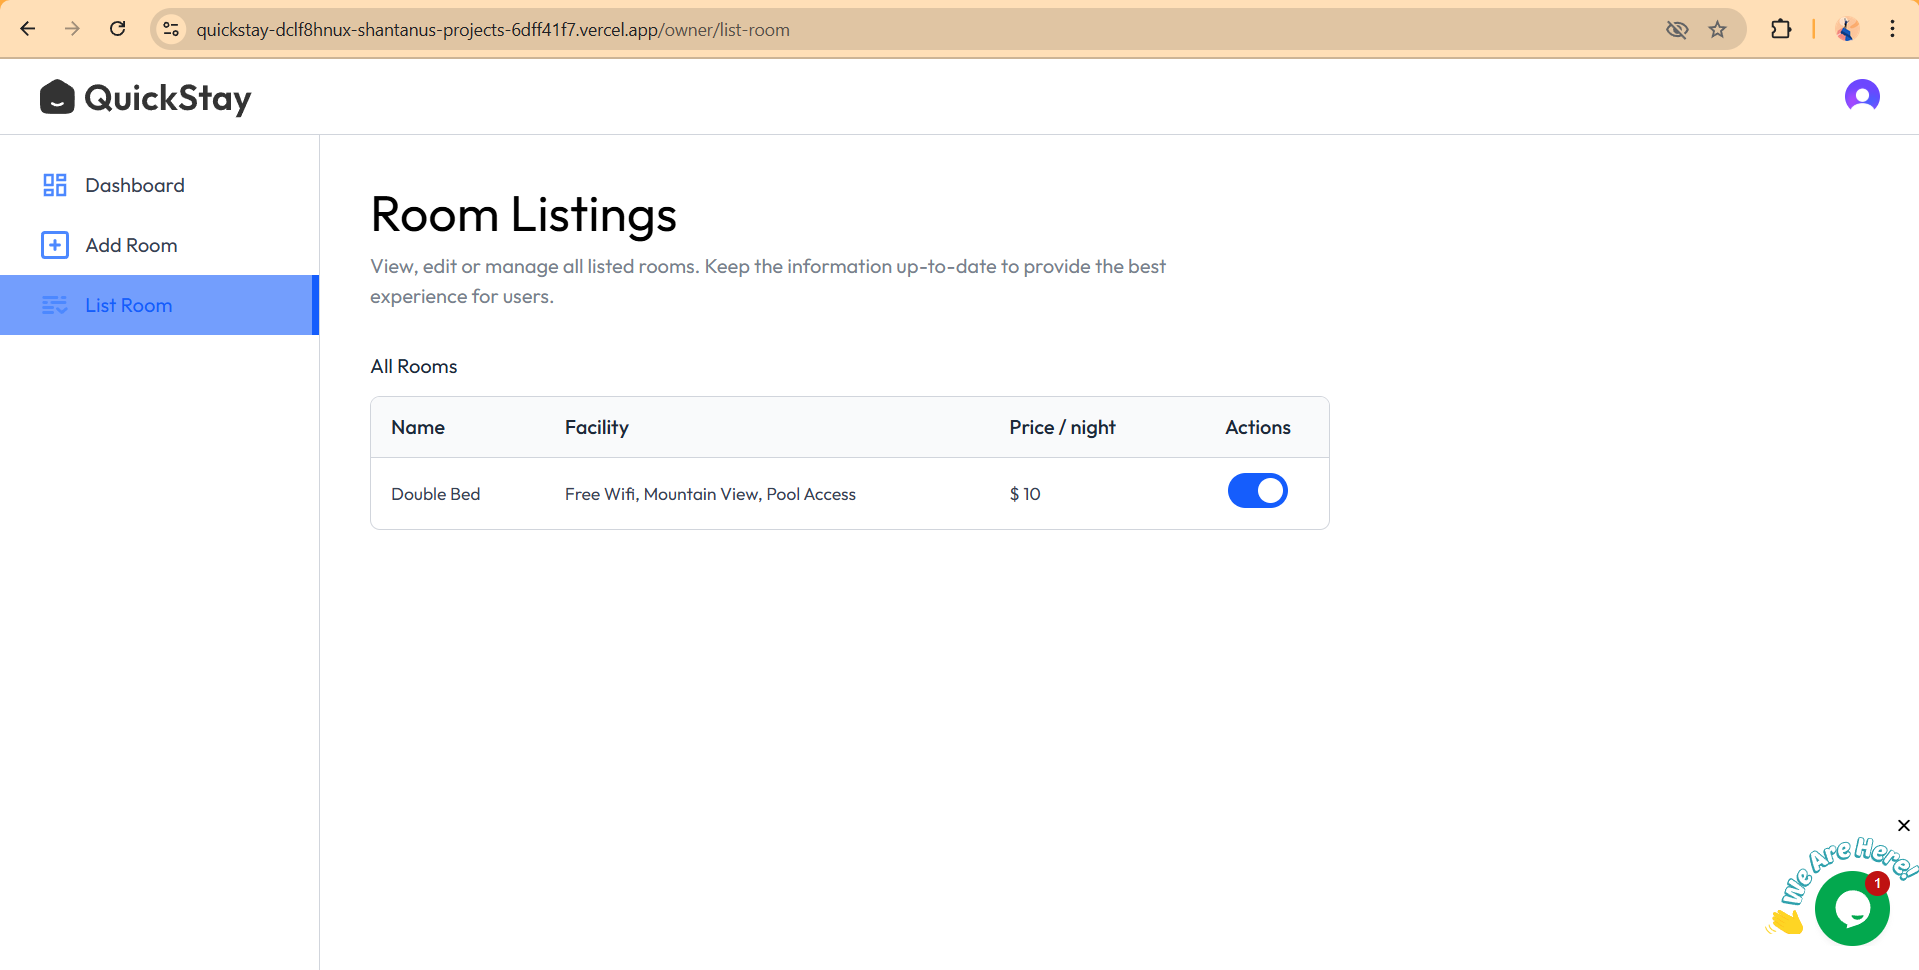 quickstay-dclf8hnux-shantanus-projects-6dff41f7.vercel.app/owner/list-room
QuickStay
Dashboard
Add Room
List Room
Room Listings
View, edit or manage all listed rooms. Keep the information up-to-date to provide the best
experience for users.
All Rooms
Name Facility Price / night Actions
Double Bed Free Wifi, Mountain View, Pool Access $ 10
We Are Here!
1